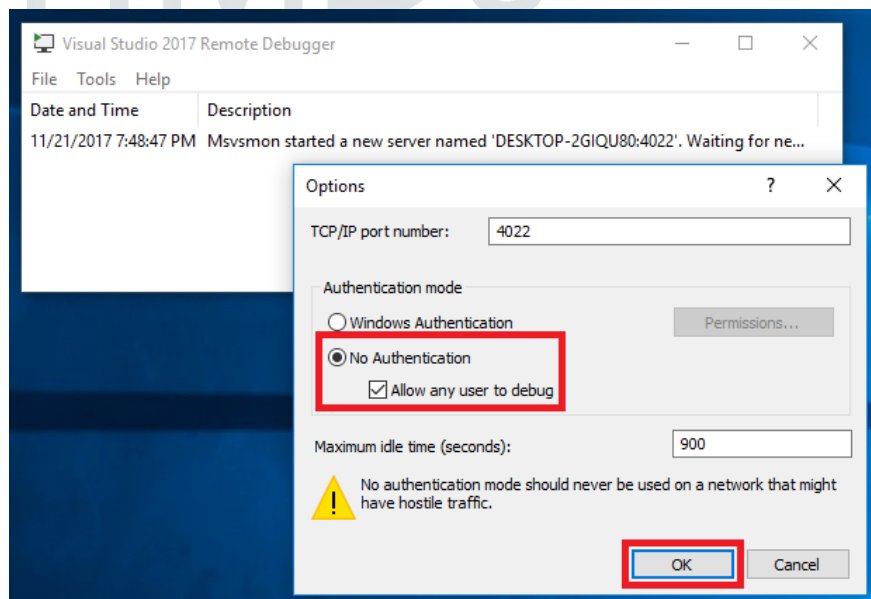 Visual Studio 2017 Remote Debugger
File Tools Help
Date and Time Description
11/21/2017 7:48:47 PM Msvsmon started a new server named 'DESKTOP-2GIQU80:4022'. Waiting for ne...
Options ?
TCP/IP port number: 4022
Authentication mode
Windows Authentication Permissions...
No Authentication
Allow any user to debug
Maximum idle time (seconds): 900
No authentication mode should never be used on a network that might
have hostile traffic.
OK Cancel